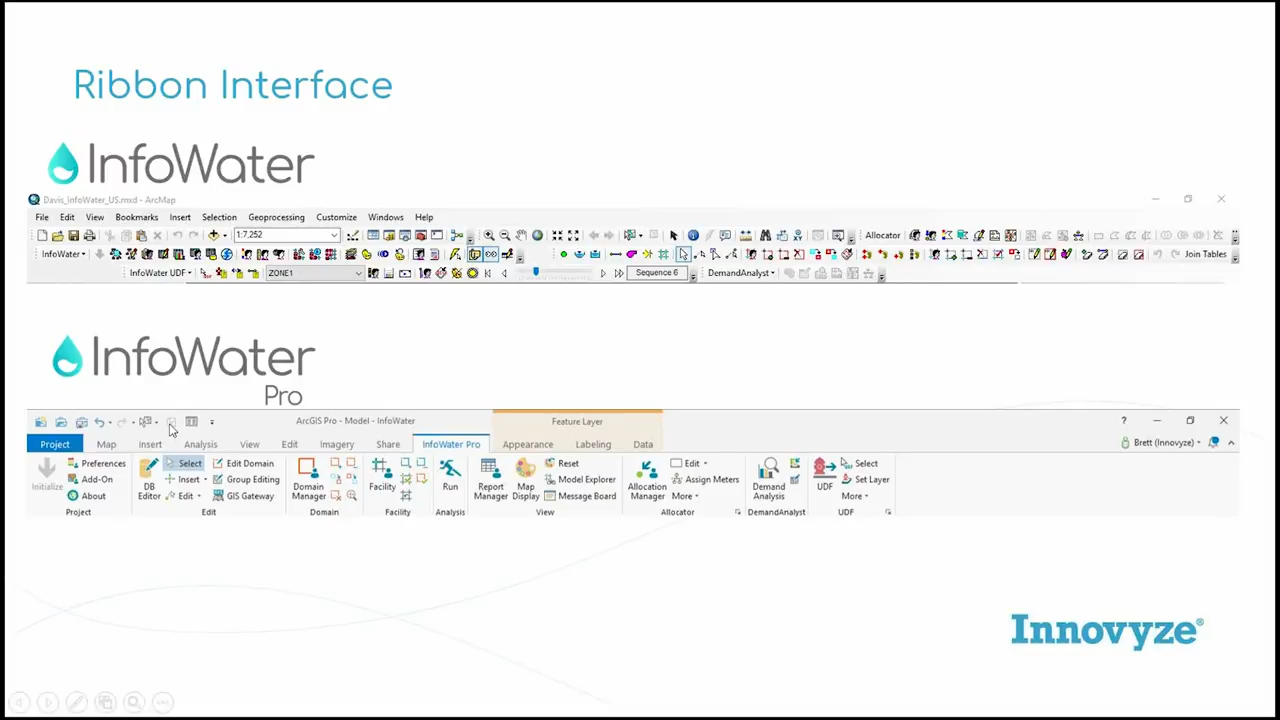 Ribbon Interface
InfoWater
Davis_InfoWater_US.mxd - ArcMap
File Edit View Bookmarks Insert Selection Geoprocessing Customize Windows Help
1:7,252 Allocator
InfoWater Join Tables
InfoWater UDF ZONE1 Sequence 6 DemandAnalyst
InfoWater
Pro
ArcGIS Pro - Model - InfoWater Feature Layer ?
Project Map Insert Analysis View Edit Imagery Share InfoWater Pro Appearance Labeling Data Brett (Innovyze)
Initialize Preferences Add-On About Project
DB Editor Select Insert Edit Edit Domain Group Editing GIS Gateway Edit
Domain Manager Domain
Facility Facility
Run Analysis
Report Manager Map Display Reset Model Explorer Message Board View
Allocation Manager Edit Assign Meters More Allocator
Demand Analysis DemandAnalyst
UDF Select Set Layer More UDF
Innovyze®